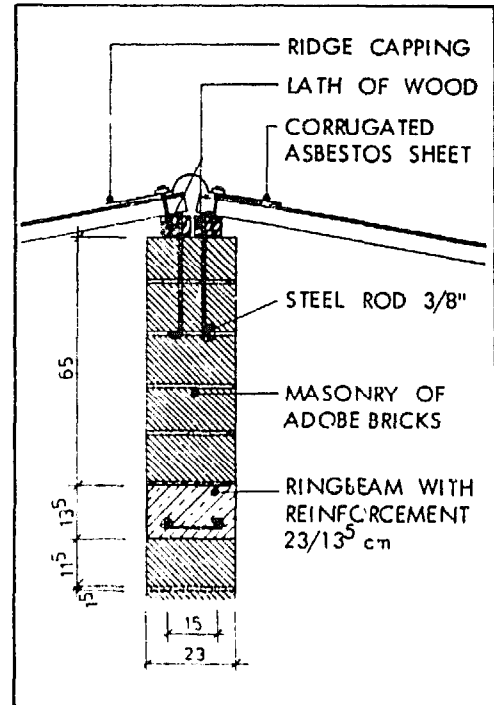 RIDGE CAPPING
LATH OF WOOD
CORRUGATED
ASBESTOS SHEET
STEEL ROD 3/8"
MASONRY OF
ADOBE BRICKS
RINGBEAM WITH
REINFORCEMENT
23/13⁵ cm
65
13⁵
11⁵
1⁵
15
23